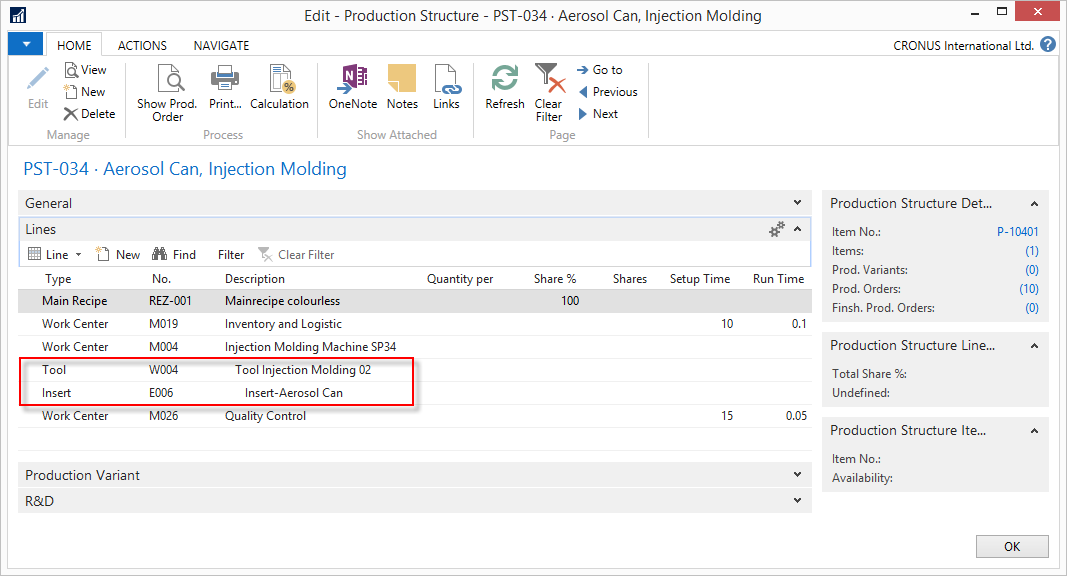 Edit - Production Structure - PST-034 · Aerosol Can, Injection Molding
HOME ACTIONS NAVIGATE CRONUS International Ltd. ?
Edit
View
New
Delete
Manage
Show Prod. Order
Print...
Calculation
Process
OneNote
Notes
Links
Show Attached
Refresh
Clear Filter
Go to
Previous
Next
Page
PST-034 · Aerosol Can, Injection Molding
General
Lines
Line New Find Filter Clear Filter
Type No. Description Quantity per Share % Shares Setup Time Run Time
Main Recipe REZ-001 Mainrecipe colourless 100
Work Center M019 Inventory and Logistic 10 0.1
Work Center M004 Injection Molding Machine SP34
Tool W004 Tool Injection Molding 02
Insert E006 Insert-Aerosol Can
Work Center M026 Quality Control 15 0.05
Production Variant
R&D
Production Structure Det...
Item No.: P-10401
Items: (1)
Prod. Variants: (0)
Prod. Orders: (10)
Finsh. Prod. Orders: (0)
Production Structure Line...
Total Share %:
Undefined:
Production Structure Ite...
Item No.:
Availability:
OK